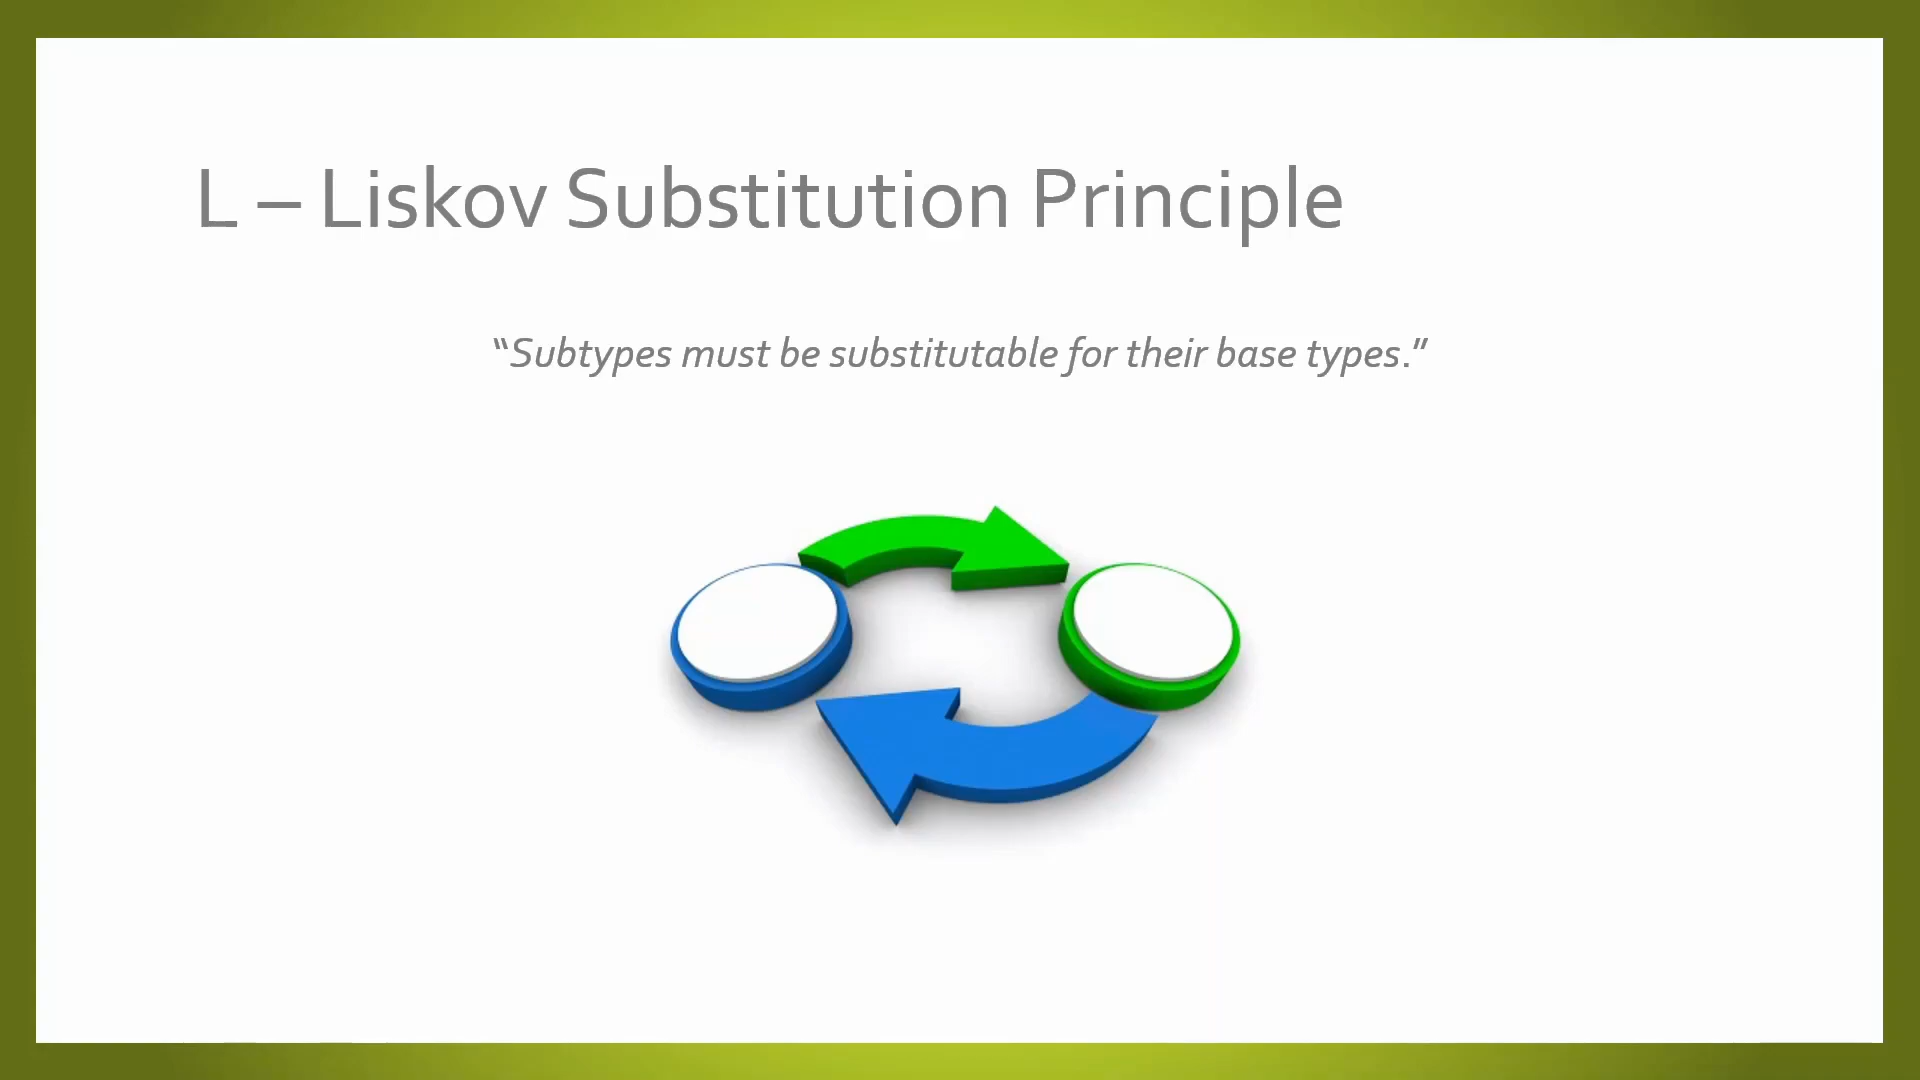 L – Liskov Substitution Principle
“Subtypes must be substitutable for their base types.”